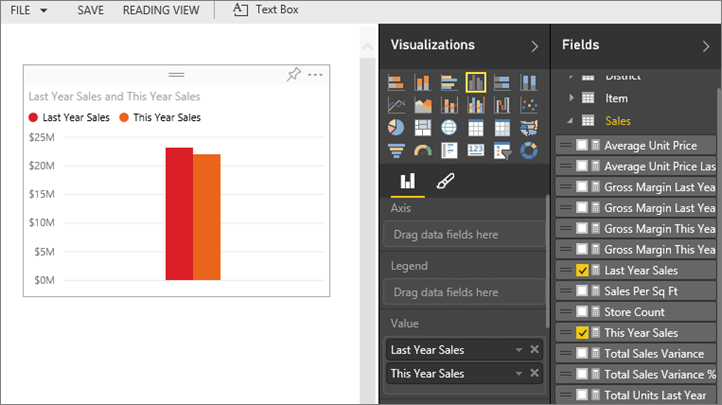 FILE SAVE READING VIEW Text Box
Last Year Sales and This Year Sales
Last Year Sales This Year Sales
$25M
$20M
$15M
$10M
$5M
$0M
Visualizations
123
Axis
Drag data fields here
Legend
Drag data fields here
Value
Last Year Sales
This Year Sales
Fields
District
Item
Sales
Average Unit Price
Average Unit Price Las
Gross Margin Last Yea
Gross Margin Last Yea
Gross Margin This Yea
Gross Margin This Yea
Last Year Sales
Sales Per Sq Ft
Store Count
This Year Sales
Total Sales Variance
Total Sales Variance %
Total Units Last Year